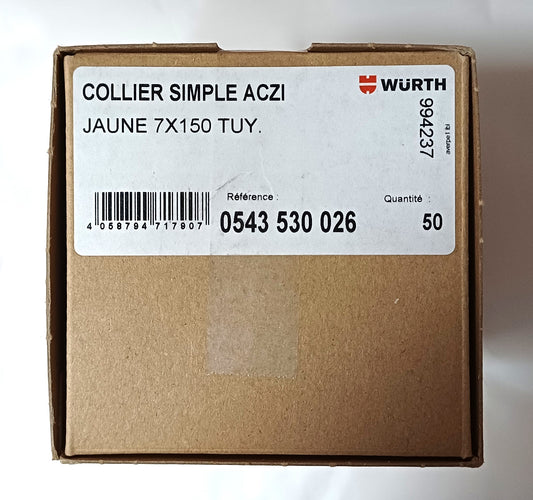 COLLIER SIMPLE ACZI
WÜRTH
JAUNE 7X150 TUY.
994237
Référence :
0543 530 026
Quantité :
50
4 058794 717907